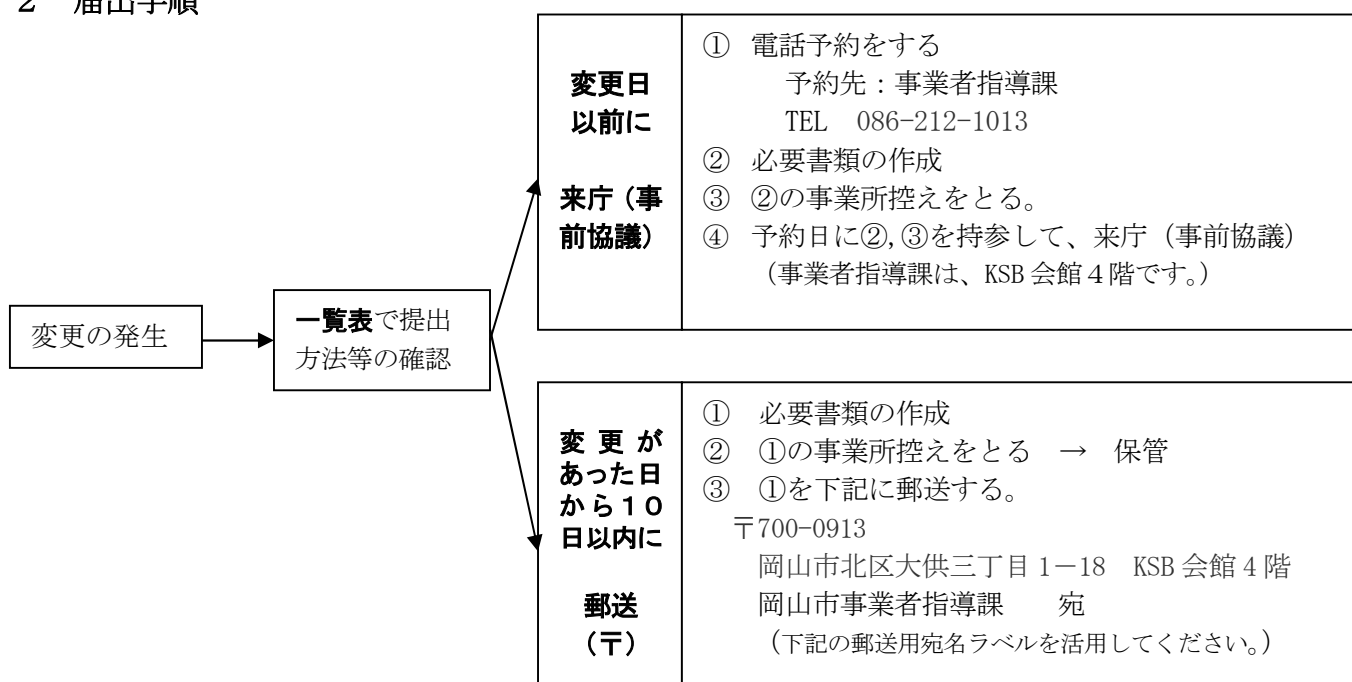 2 届出手順
変更の発生
一覧表で提出
方法等の確認
変更日
以前に
来庁(事
前協議)
① 電話予約をする
予約先:事業者指導課
TEL 086-212-1013
② 必要書類の作成
③ ②の事業所控えをとる。
④ 予約日に②,③を持参して、来庁(事前協議)
(事業者指導課は、KSB会館4階です。)
変更が
あった日
から10
日以内に
郵送
(〒)
① 必要書類の作成
② ①の事業所控えをとる → 保管
③ ①を下記に郵送する。
〒700-0913
岡山市北区大供三丁目1-18 KSB会館4階
岡山市事業者指導課 宛
(下記の郵送用宛名ラベルを活用してください。)